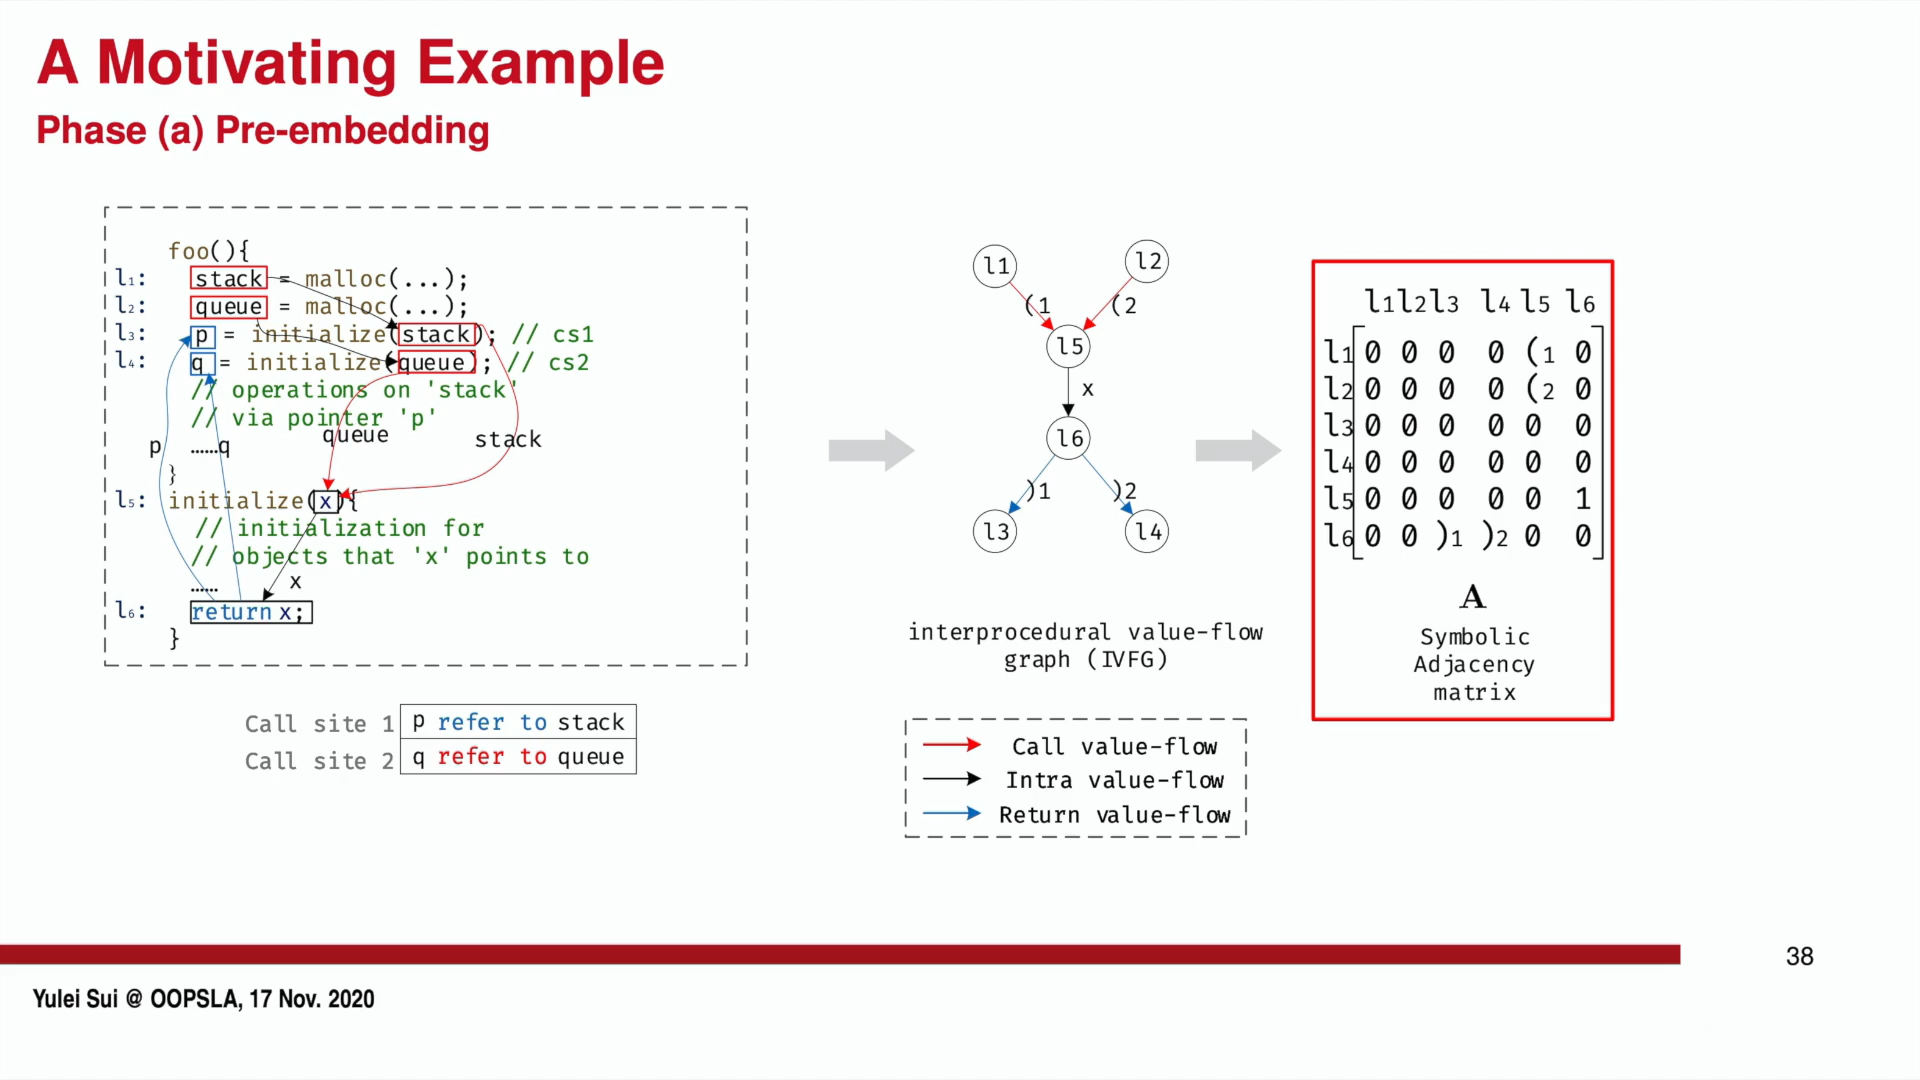 A Motivating Example
Phase (a) Pre-embedding
foo(){
l₁: stack = malloc(...);
l₂: queue = malloc(...);
l₃: p = initialize(stack); // cs1
l₄: q = initialize(queue); // cs2
// operations on 'stack'
// via pointer 'p'
queue stack
p ......q
}
l₅: initialize(x){
// initialization for
// objects that 'x' points to
...... x
l₆: return x;
}
Call site 1 p refer to stack
Call site 2 q refer to queue
l1 l2
(1 (2
l5
x
l6
)1 )2
l3 l4
interprocedural value-flow
graph (IVFG)
Call value-flow
Intra value-flow
Return value-flow
l₁ l₂ l₃ l₄ l₅ l₆
l₁ 0 0 0 0 (₁ 0
l₂ 0 0 0 0 (₂ 0
l₃ 0 0 0 0 0 0
l₄ 0 0 0 0 0 0
l₅ 0 0 0 0 0 1
l₆ 0 0 )₁ )₂ 0 0
A
Symbolic
Adjacency
matrix
38
Yulei Sui @ OOPSLA, 17 Nov. 2020